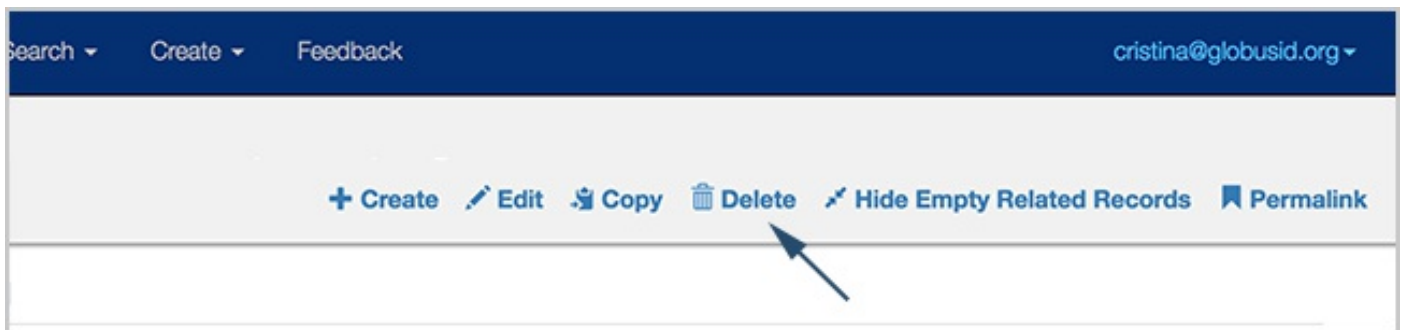 Search Create Feedback cristina@globusid.org
Create Edit Copy Delete Hide Empty Related Records Permalink